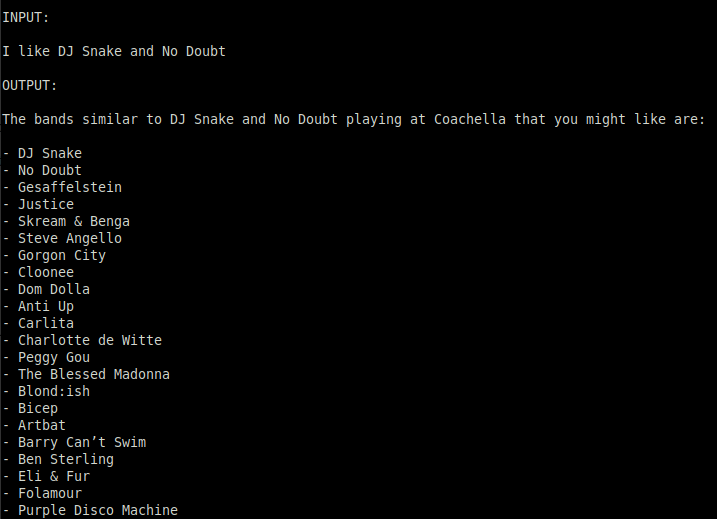 INPUT:
I like DJ Snake and No Doubt
OUTPUT:
The bands similar to DJ Snake and No Doubt playing at Coachella that you might like are:
- DJ Snake
- No Doubt
- Gesaffelstein
- Justice
- Skream & Benga
- Steve Angello
- Gorgon City
- Cloonee
- Dom Dolla
- Anti Up
- Carlita
- Charlotte de Witte
- Peggy Gou
- The Blessed Madonna
- Blond:ish
- Bicep
- Artbat
- Barry Can’t Swim
- Ben Sterling
- Eli & Fur
- Folamour
- Purple Disco Machine